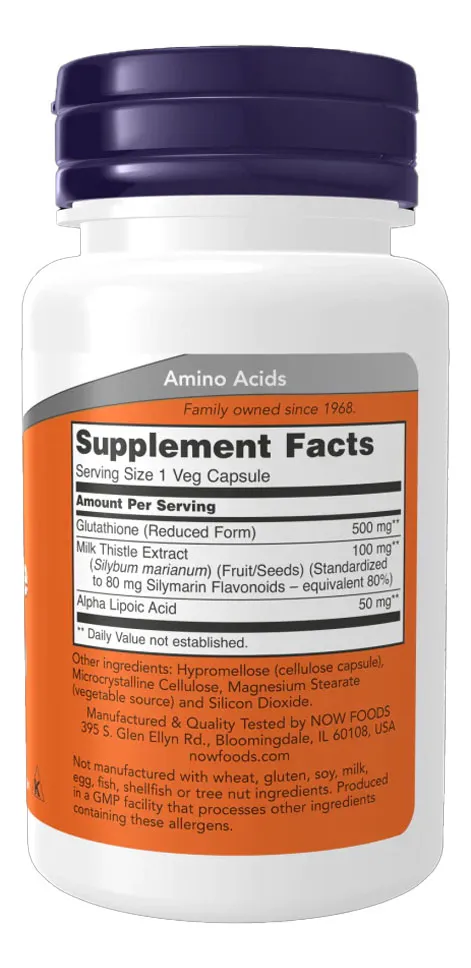 Amino Acids
Family owned since 1968.
Supplement Facts
Serving Size 1 Veg Capsule
Amount Per Serving
Glutathione (Reduced Form) 500 mg**
Milk Thistle Extract 100 mg**
(Silybum marianum) (Fruit/Seeds) (Standardized
to 80 mg Silymarin Flavonoids – equivalent 80%)
Alpha Lipoic Acid 50 mg**
** Daily Value not established.
Other ingredients: Hypromellose (cellulose capsule),
Microcrystalline Cellulose, Magnesium Stearate
(vegetable source) and Silicon Dioxide.
Manufactured & Quality Tested by NOW FOODS
395 S. Glen Ellyn Rd., Bloomingdale, IL 60108, USA
nowfoods.com
Not manufactured with wheat, gluten, soy, milk,
egg, fish, shellfish or tree nut ingredients. Produced
in a GMP facility that processes other ingredients
containing these allergens.
e
K